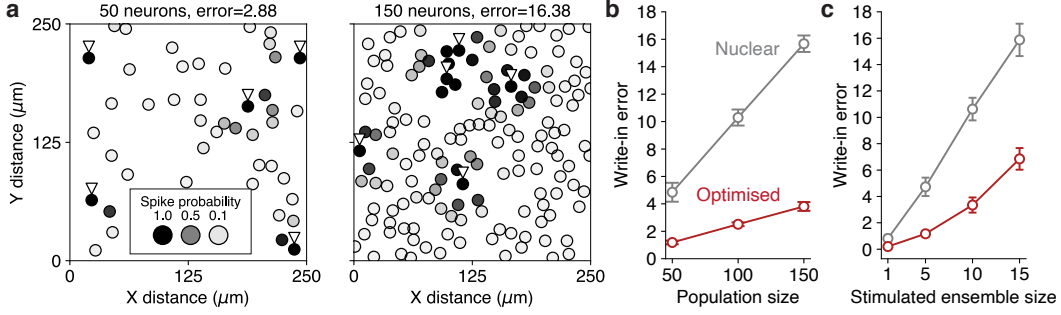 a
50 neurons, error=2.88
150 neurons, error=16.38
250
125
0
Y distance (μm)
Spike probability
1.0 0.5 0.1
0 125 250
X distance (μm)
0 125 250
X distance (μm)
b
18
16
14
12
10
8
6
4
2
0
Write-in error
Nuclear
Optimised
50 100 150
Population size
c
18
16
14
12
10
8
6
4
2
0
Write-in error
1 5 10 15
Stimulated ensemble size